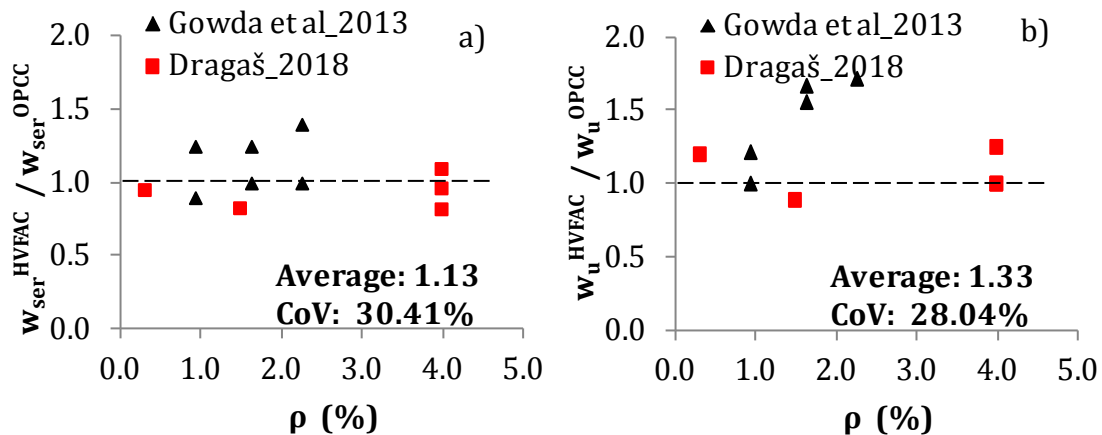 w_ser^HVFAC / w_ser^OPCC
2.0
1.5
1.0
0.5
0.0
▲ Gowda et al_2013
■ Dragaš_2018
a)
Average: 1.13
CoV: 30.41%
0.0 1.0 2.0 3.0 4.0 5.0
ρ (%)
w_u^HVFAC / w_u^OPCC
2.0
1.5
1.0
0.5
0.0
▲ Gowda et al_2013
■ Dragaš_2018
b)
Average: 1.33
CoV: 28.04%
0.0 1.0 2.0 3.0 4.0 5.0
ρ (%)